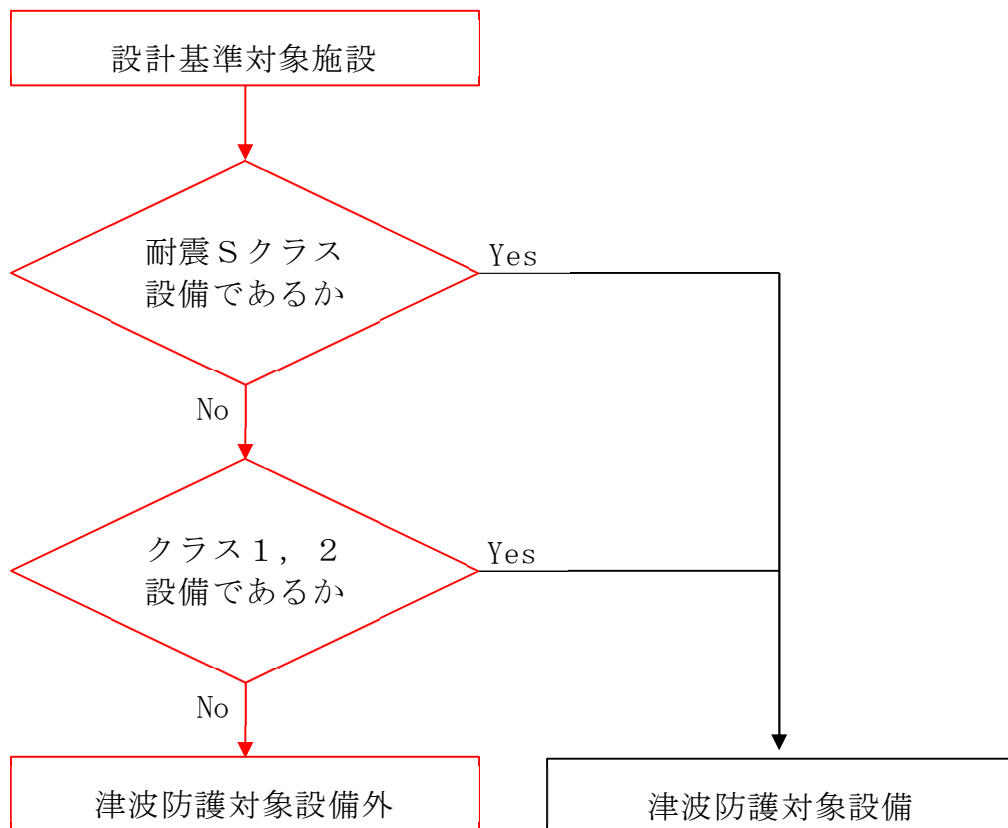 設計基準対象施設
耐震Sクラス
設備であるか
Yes
No
クラス1,2
設備であるか
Yes
No
津波防護対象設備外
津波防護対象設備